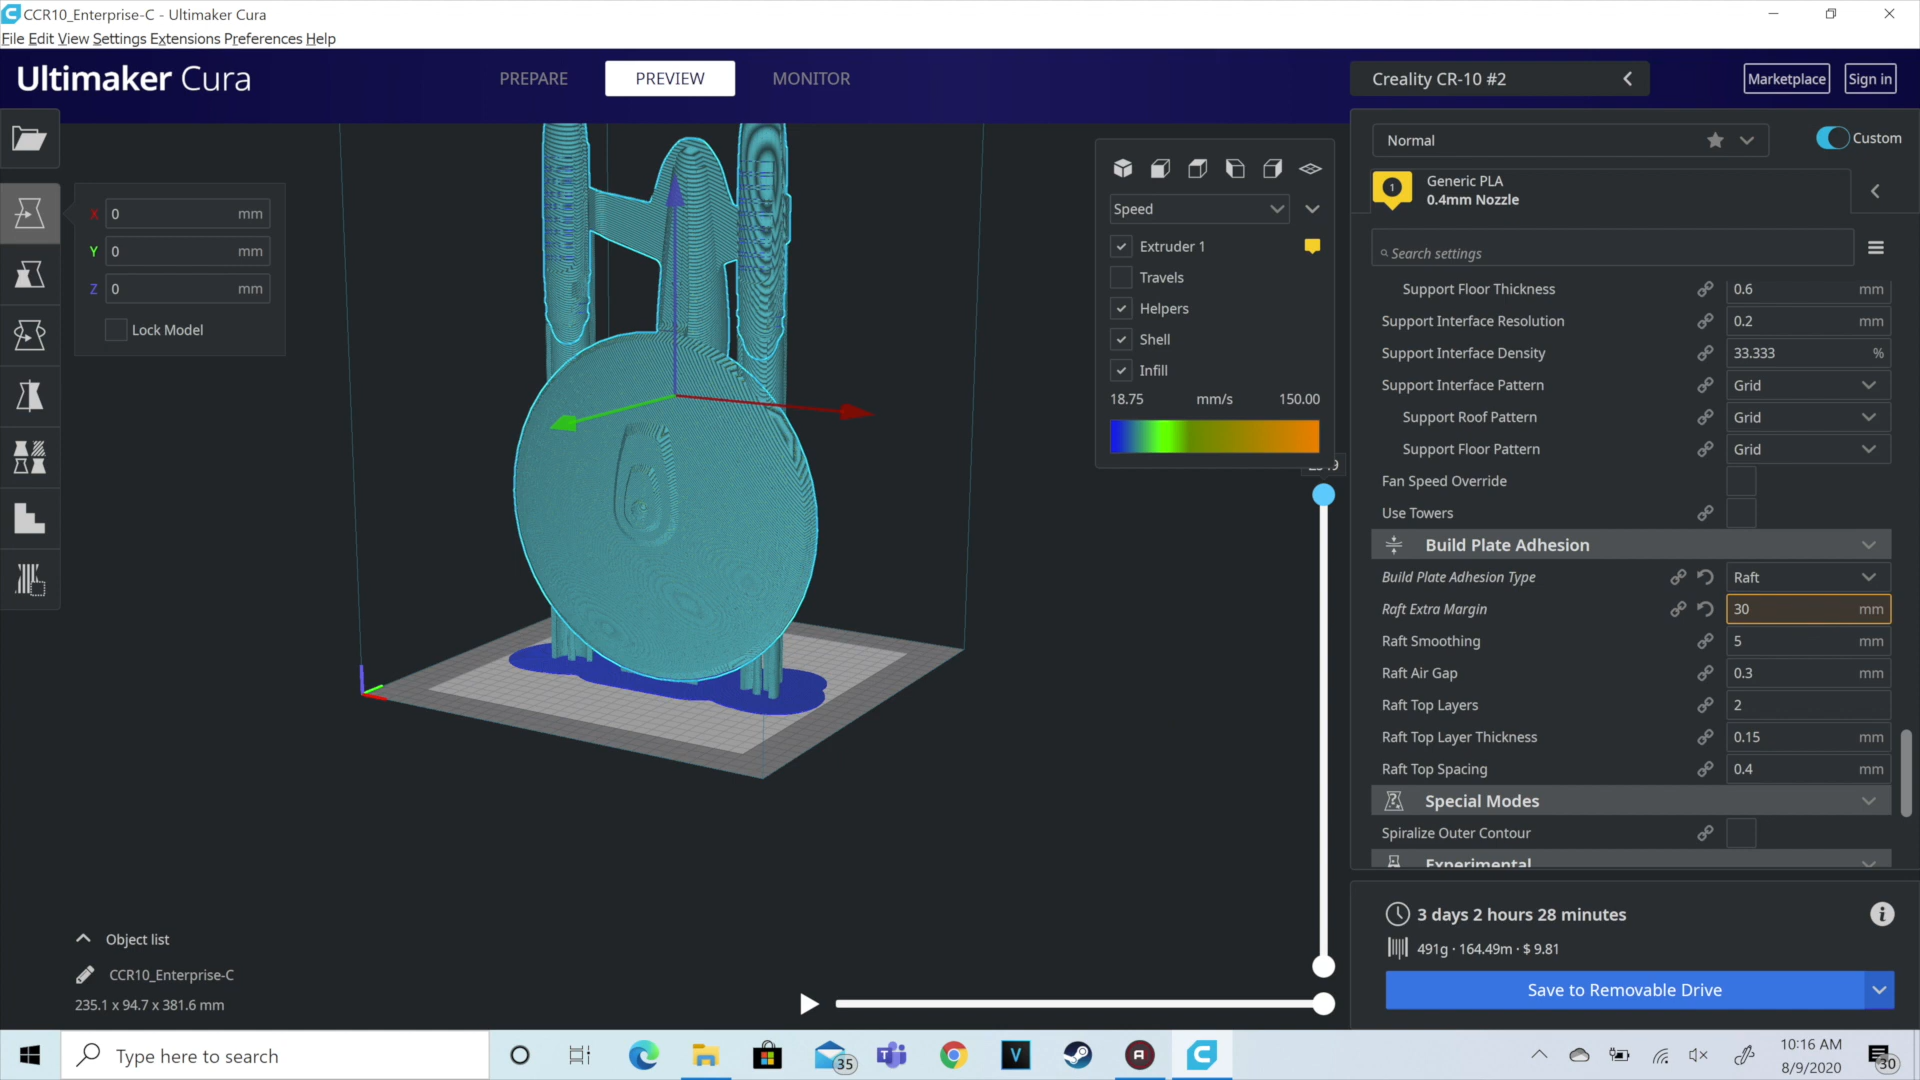 CCR10_Enterprise-C - Ultimaker Cura
File Edit View Settings Extensions Preferences Help
Ultimaker Cura
PREPARE
PREVIEW
MONITOR
Creality CR-10 #2
Marketplace
Sign in
X 0 mm
Y 0 mm
Z 0 mm
Lock Model
Speed
Extruder 1
Travels
Helpers
Shell
Infill
18.75 mm/s 150.00
Normal
Custom
1
Generic PLA
0.4mm Nozzle
Search settings
Support Floor Thickness 0.6 mm
Support Interface Resolution 0.2 mm
Support Interface Density 33.333 %
Support Interface Pattern Grid
Support Roof Pattern Grid
Support Floor Pattern Grid
Fan Speed Override
Use Towers
Build Plate Adhesion
Build Plate Adhesion Type Raft
Raft Extra Margin 30 mm
Raft Smoothing 5 mm
Raft Air Gap 0.3 mm
Raft Top Layers 2
Raft Top Layer Thickness 0.15 mm
Raft Top Spacing 0.4 mm
Special Modes
Spiralize Outer Contour
Experimental
3 days 2 hours 28 minutes
491g · 164.49m · $ 9.81
Save to Removable Drive
Object list
CCR10_Enterprise-C
235.1 x 94.7 x 381.6 mm
Type here to search
35
V
10:16 AM
8/9/2020
30